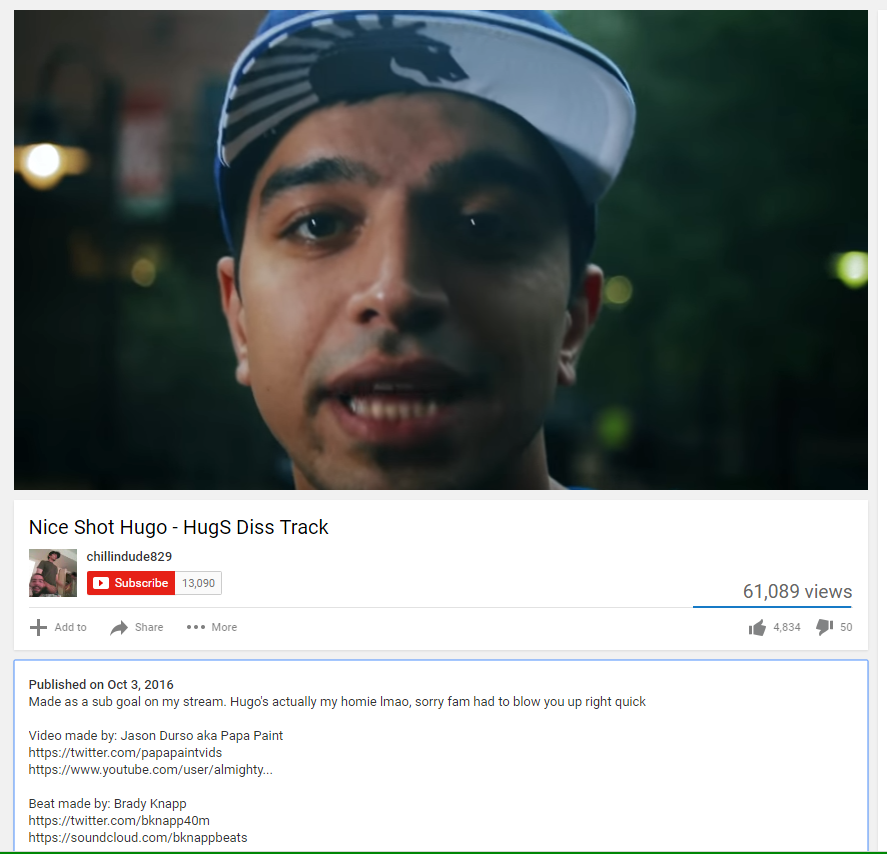 Nice Shot Hugo - HugS Diss Track
chillindude829
Subscribe 13,090
61,089 views
Add to Share More 4,834 50
Published on Oct 3, 2016
Made as a sub goal on my stream. Hugo's actually my homie lmao, sorry fam had to blow you up right quick
Video made by: Jason Durso aka Papa Paint
https://twitter.com/papapaintvids
https://www.youtube.com/user/almighty...
Beat made by: Brady Knapp
https://twitter.com/bknapp40m
https://soundcloud.com/bknappbeats